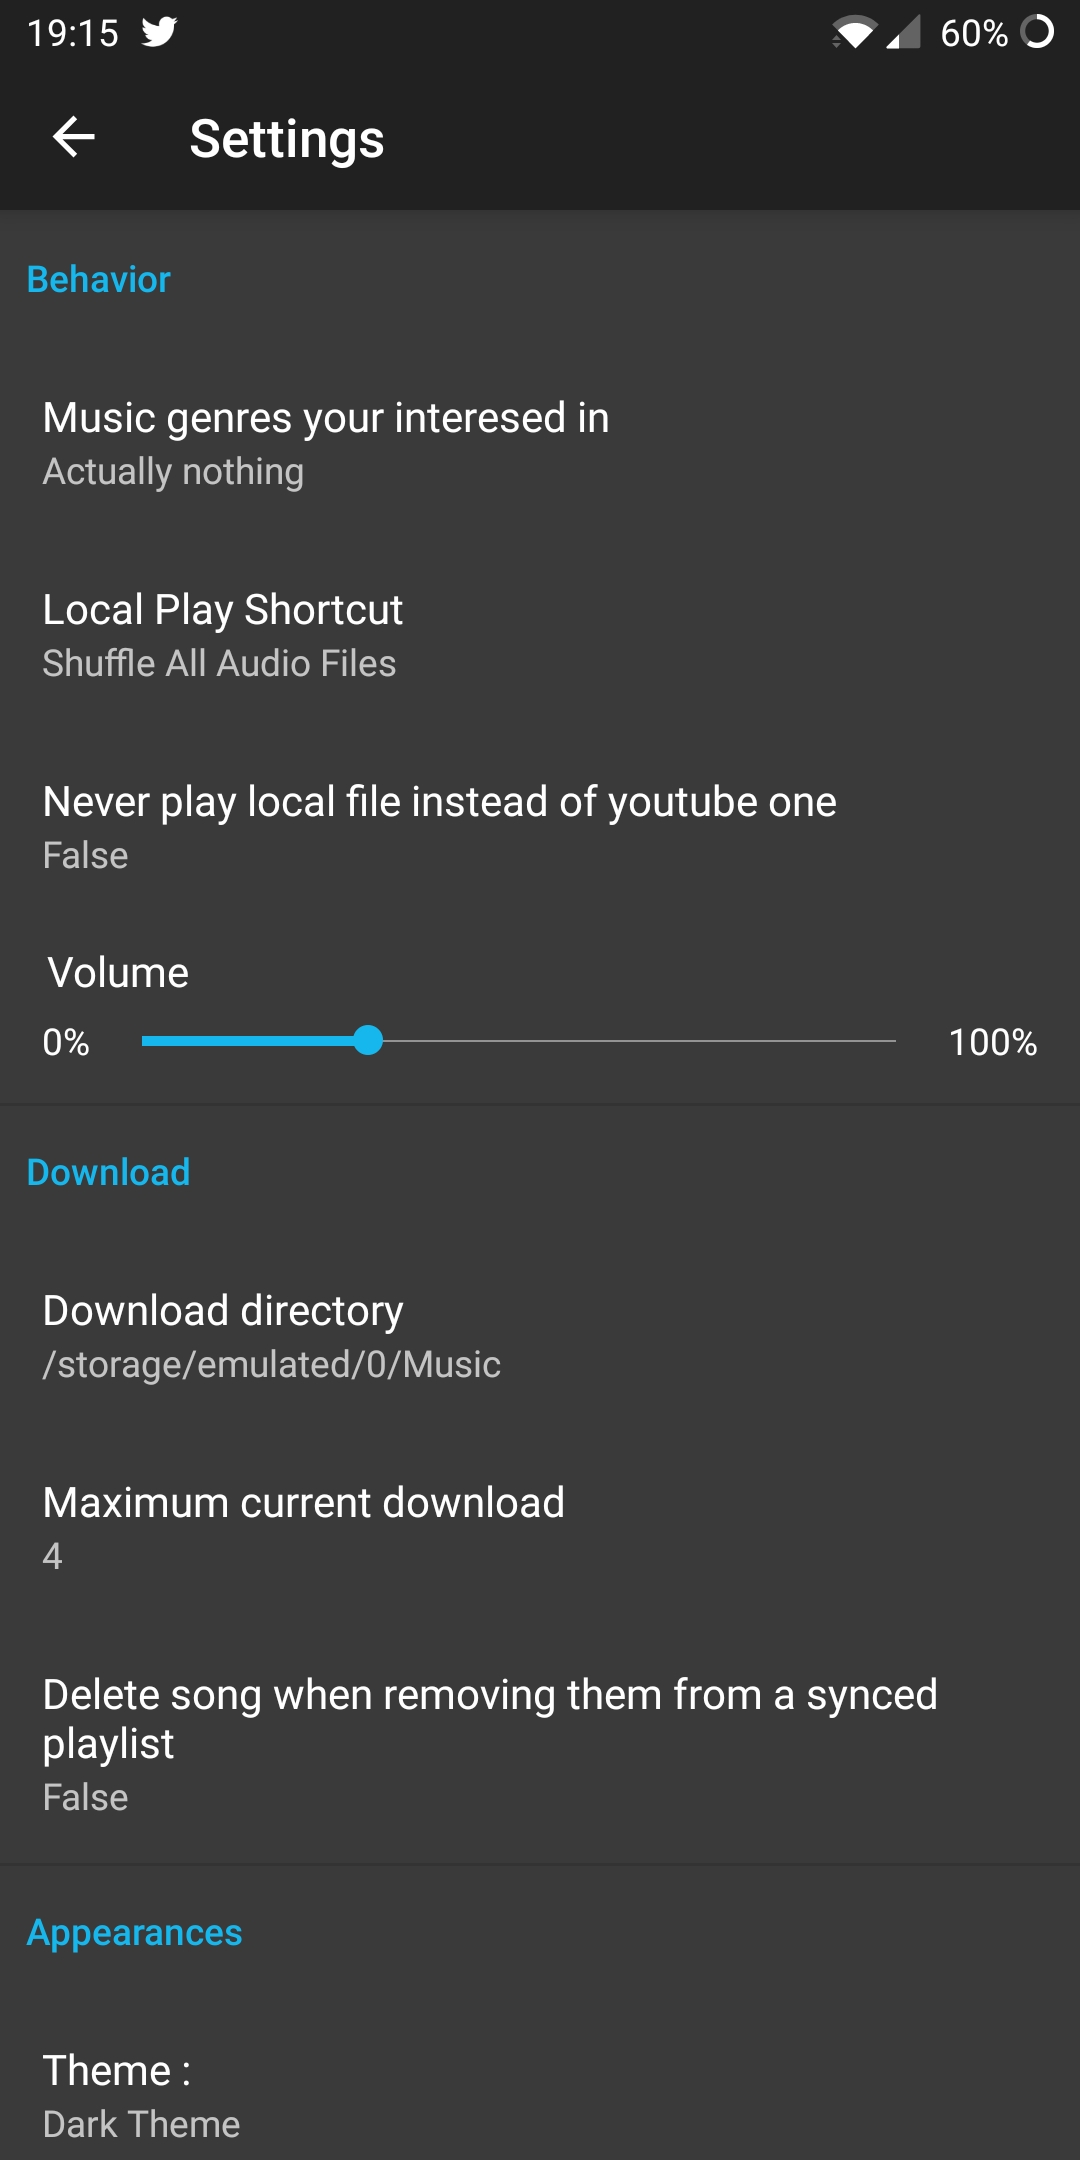 19:15 60%
Settings
Behavior
Music genres your interesed in
Actually nothing
Local Play Shortcut
Shuffle All Audio Files
Never play local file instead of youtube one
False
Volume
0% 100%
Download
Download directory
/storage/emulated/0/Music
Maximum current download
4
Delete song when removing them from a synced
playlist
False
Appearances
Theme :
Dark Theme